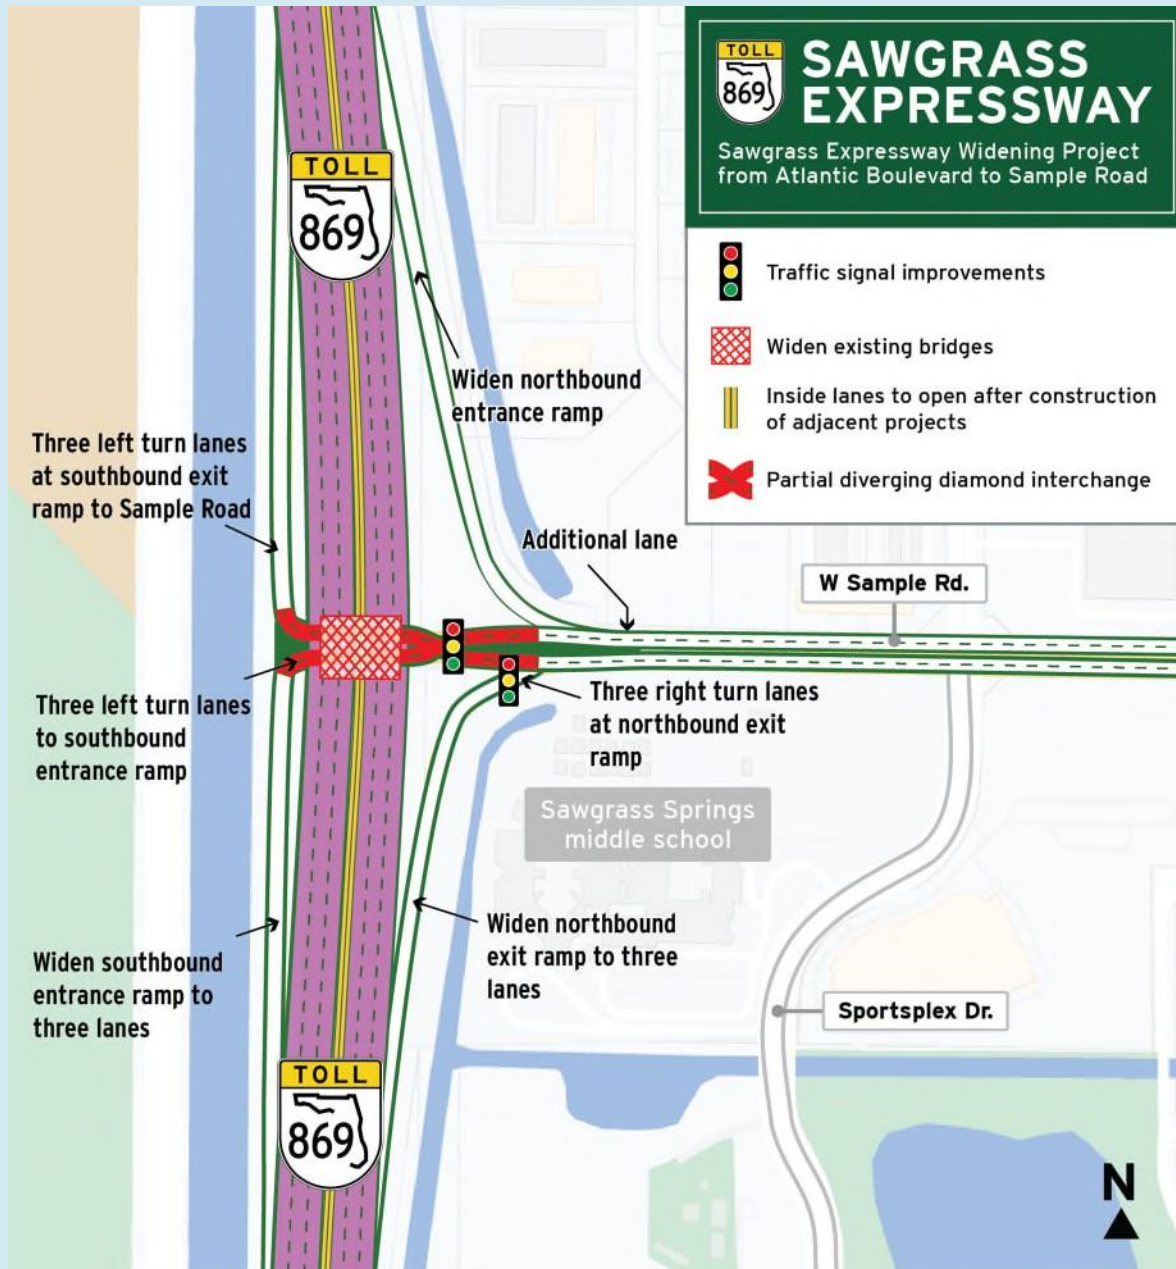 TOLL
869
SAWGRASS
EXPRESSWAY
Sawgrass Expressway Widening Project
from Atlantic Boulevard to Sample Road
Traffic signal improvements
Widen existing bridges
Inside lanes to open after construction
of adjacent projects
Partial diverging diamond interchange
TOLL
869
Widen northbound
entrance ramp
Three left turn lanes
at southbound exit
ramp to Sample Road
Additional lane
W Sample Rd.
Three left turn lanes
to southbound
entrance ramp
Three right turn lanes
at northbound exit
ramp
Sawgrass Springs
middle school
Widen northbound
exit ramp to three
lanes
Widen southbound
entrance ramp to
three lanes
Sportsplex Dr.
TOLL
869
N